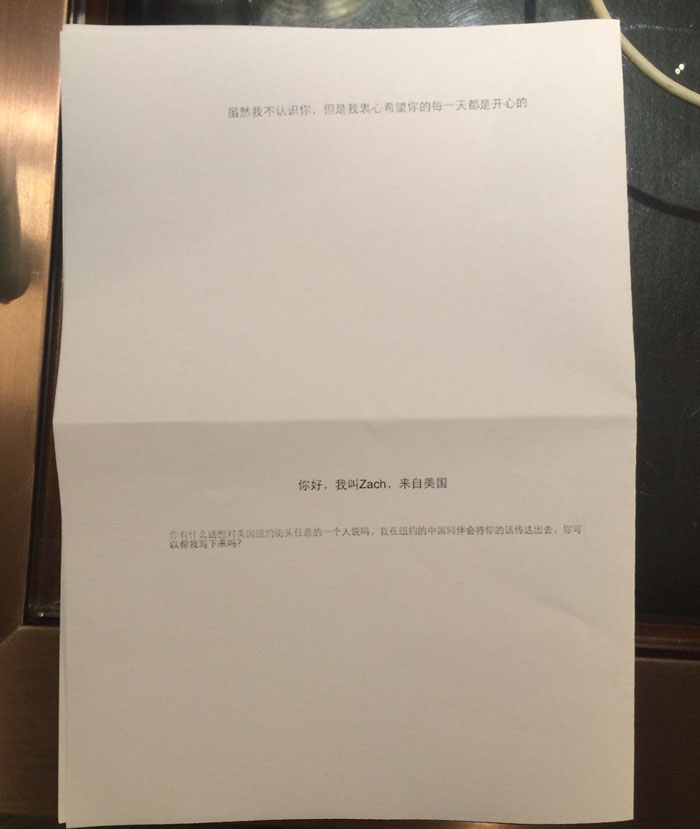 虽然我不认识你，但是我衷心希望你的每一天都是开心的
你好，我叫Zach，来自美国
你有什么话想对美国纽约街头任意的一个人说吗，我在纽约的中国同伴会将你的话传达出去，你可
以帮我写下来吗？